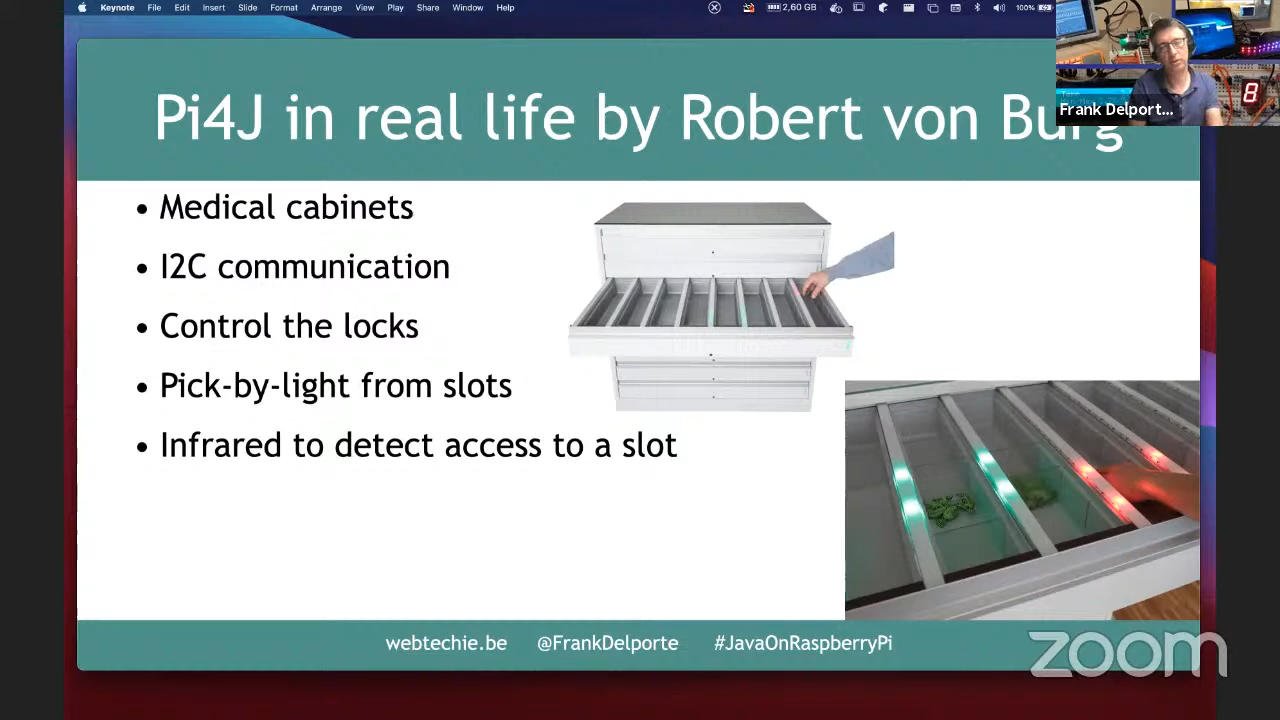 Keynote File Edit Insert Slide Format Arrange View Play Share Window Help 2,60 GB 100%
Frank Delport...
8
Pi4J in real life by Robert von Burg
• Medical cabinets
• I2C communication
• Control the locks
• Pick-by-light from slots
• Infrared to detect access to a slot
webtechie.be @FrankDelporte #JavaOnRaspberryPi
zoom